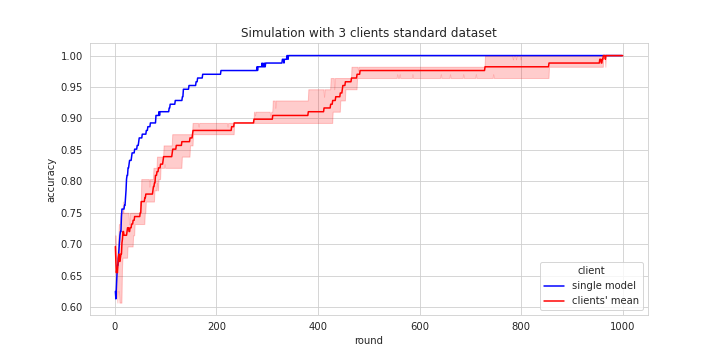 Simulation with 3 clients standard dataset
1.00
0.95
0.90
0.85
0.80
0.75
0.70
0.65
0.60
accuracy
0
200
400
600
800
1000
round
client
single model
clients' mean